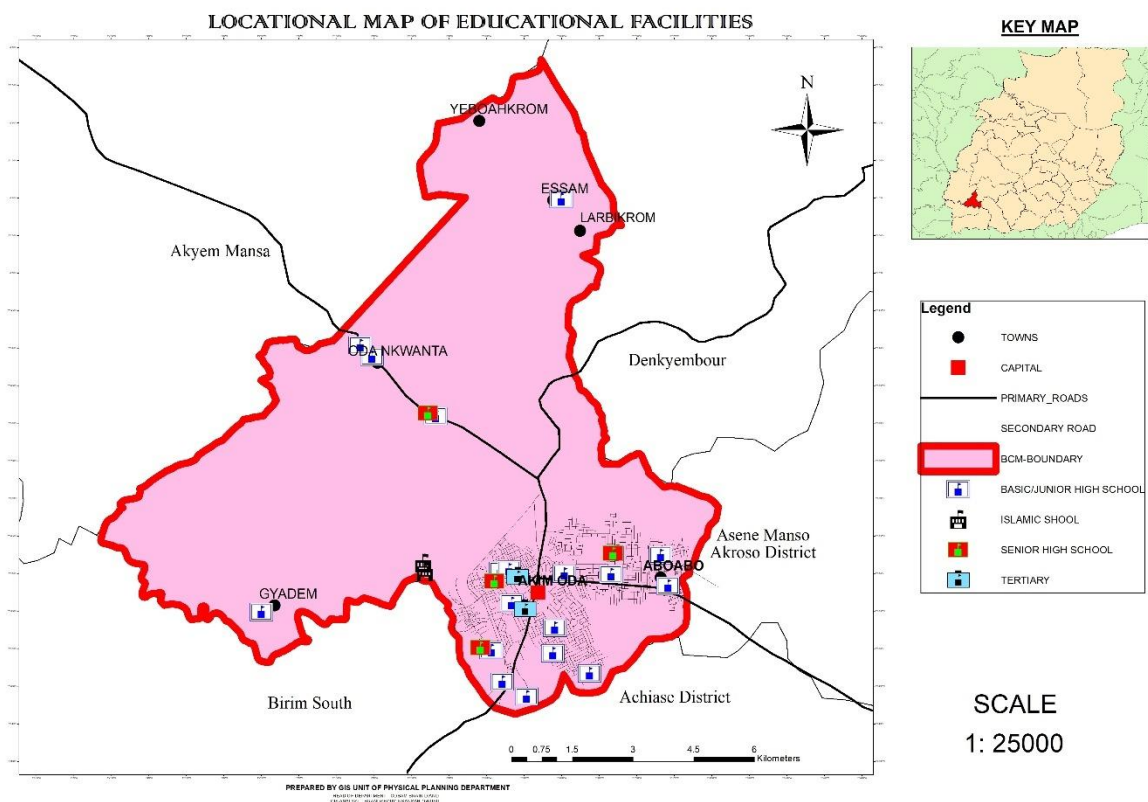 LOCATIONAL MAP OF EDUCATIONAL FACILITIES
KEY MAP
N
YEBOAHKROM
ESSAM
LARBIKROM
Akyem Mansa
ODA NKWANTA
Denkyembour
Asene Manso
Akroso District
ABOABO
AKIM ODA
GYADEM
Birim South
Achiase District
Legend
TOWNS
CAPITAL
PRIMARY_ROADS
SECONDARY ROAD
BCM-BOUNDARY
BASIC/JUNIOR HIGH SCHOOL
ISLAMIC SHOOL
SENIOR HIGH SCHOOL
TERTIARY
SCALE
1: 25000
0 0.75 1.5 3 4.5 6
Kilometers
PREPARED BY GIS UNIT OF PHYSICAL PLANNING DEPARTMENT